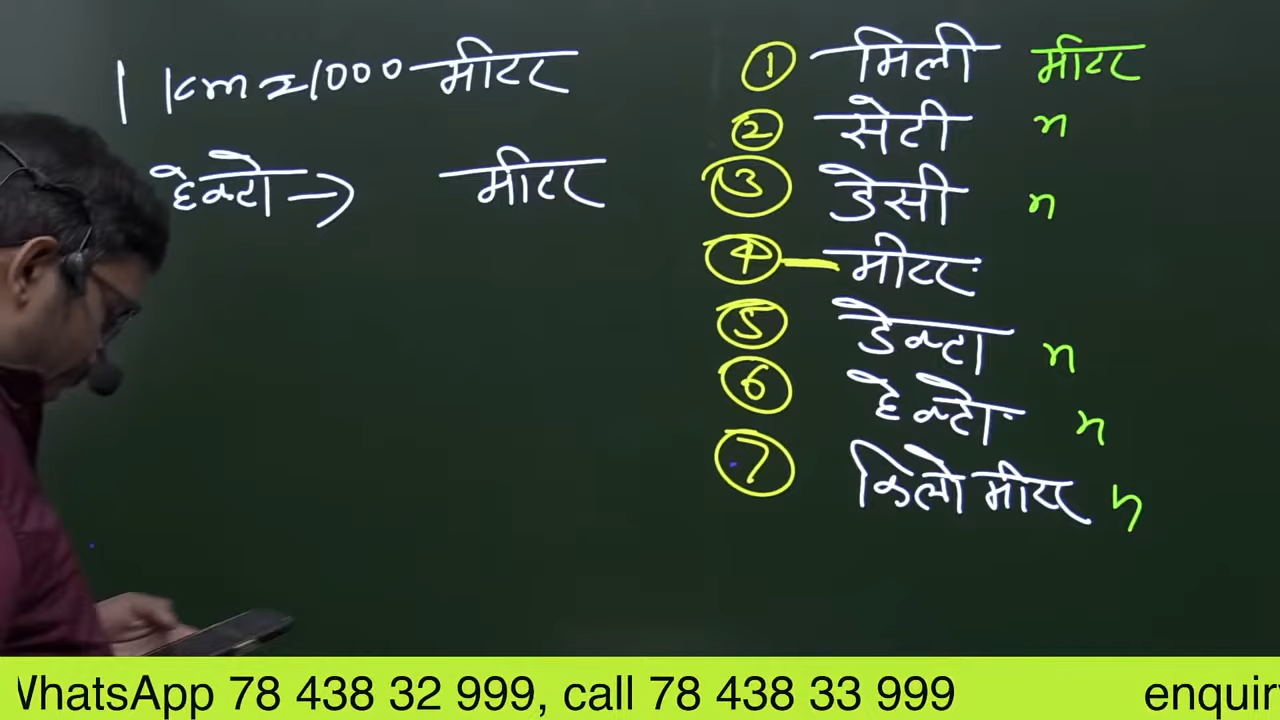 1 Km = 1000 मीटर
हेक्टो → मीटर
① मिली मीटर
② सेंटी "
③ डेसी "
④ – मीटर
⑤ डेका "
⑥ हेक्टो "
⑦ किलो मीटर "
WhatsApp 78 438 32 999, call 78 438 33 999 enquir